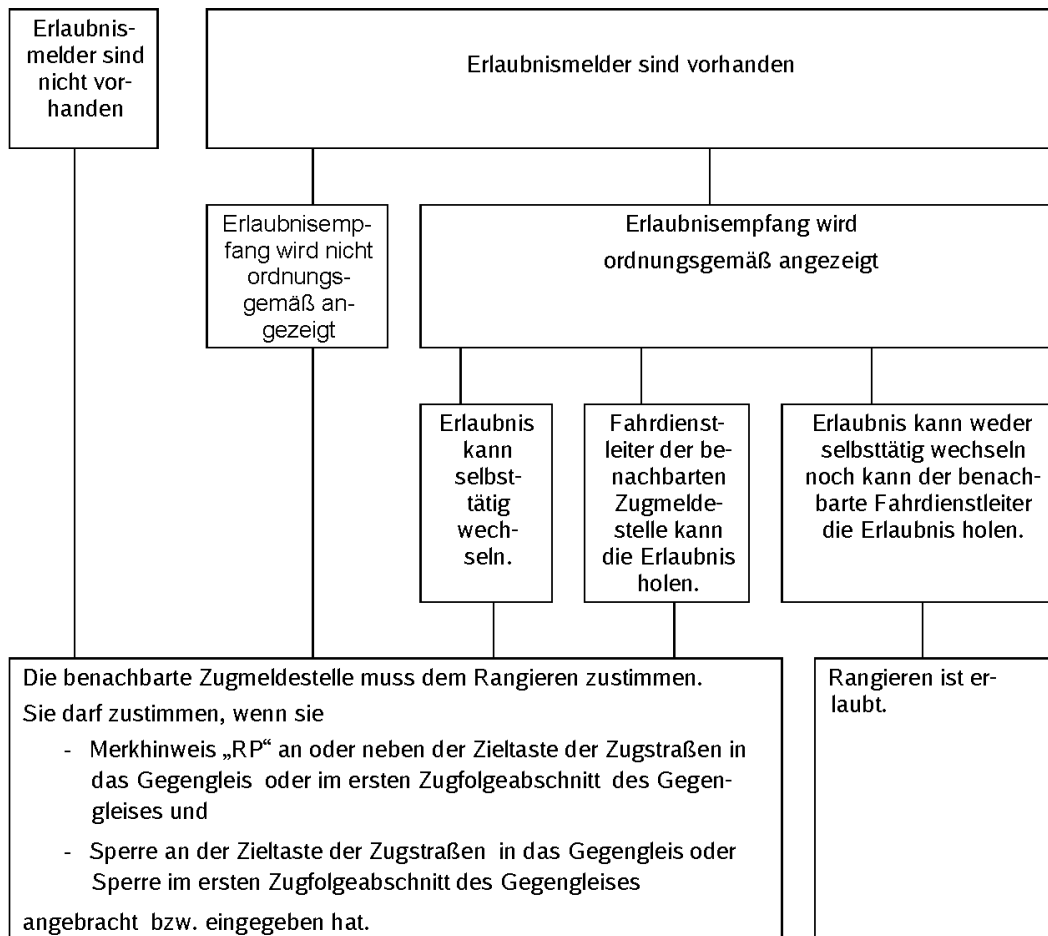 Erlaubnis-
melder sind
nicht vor-
handen
Erlaubnismelder sind vorhanden
Erlaubnisemp-
fang wird nicht
ordnungs-
gemäß an-
gezeigt
Erlaubnisempfang wird
ordnungsgemäß angezeigt
Erlaubnis
kann
selbst-
tätig
wech-
seln.
Fahrdienst-
leiter der be-
nachbarten
Zugmelde-
stelle kann
die Erlaubnis
holen.
Erlaubnis kann weder
selbsttätig wechseln
noch kann der benach-
barte Fahrdienstleiter
die Erlaubnis holen.
Die benachbarte Zugmeldestelle muss dem Rangieren zustimmen.
Sie darf zustimmen, wenn sie
- Merkhinweis „RP“ an oder neben der Zieltaste der Zugstraßen in
das Gegengleis oder im ersten Zugfolgeabschnitt des Gegen-
gleises und
- Sperre an der Zieltaste der Zugstraßen in das Gegengleis oder
Sperre im ersten Zugfolgeabschnitt des Gegengleises
angebracht bzw. eingegeben hat.
Rangieren ist er-
laubt.